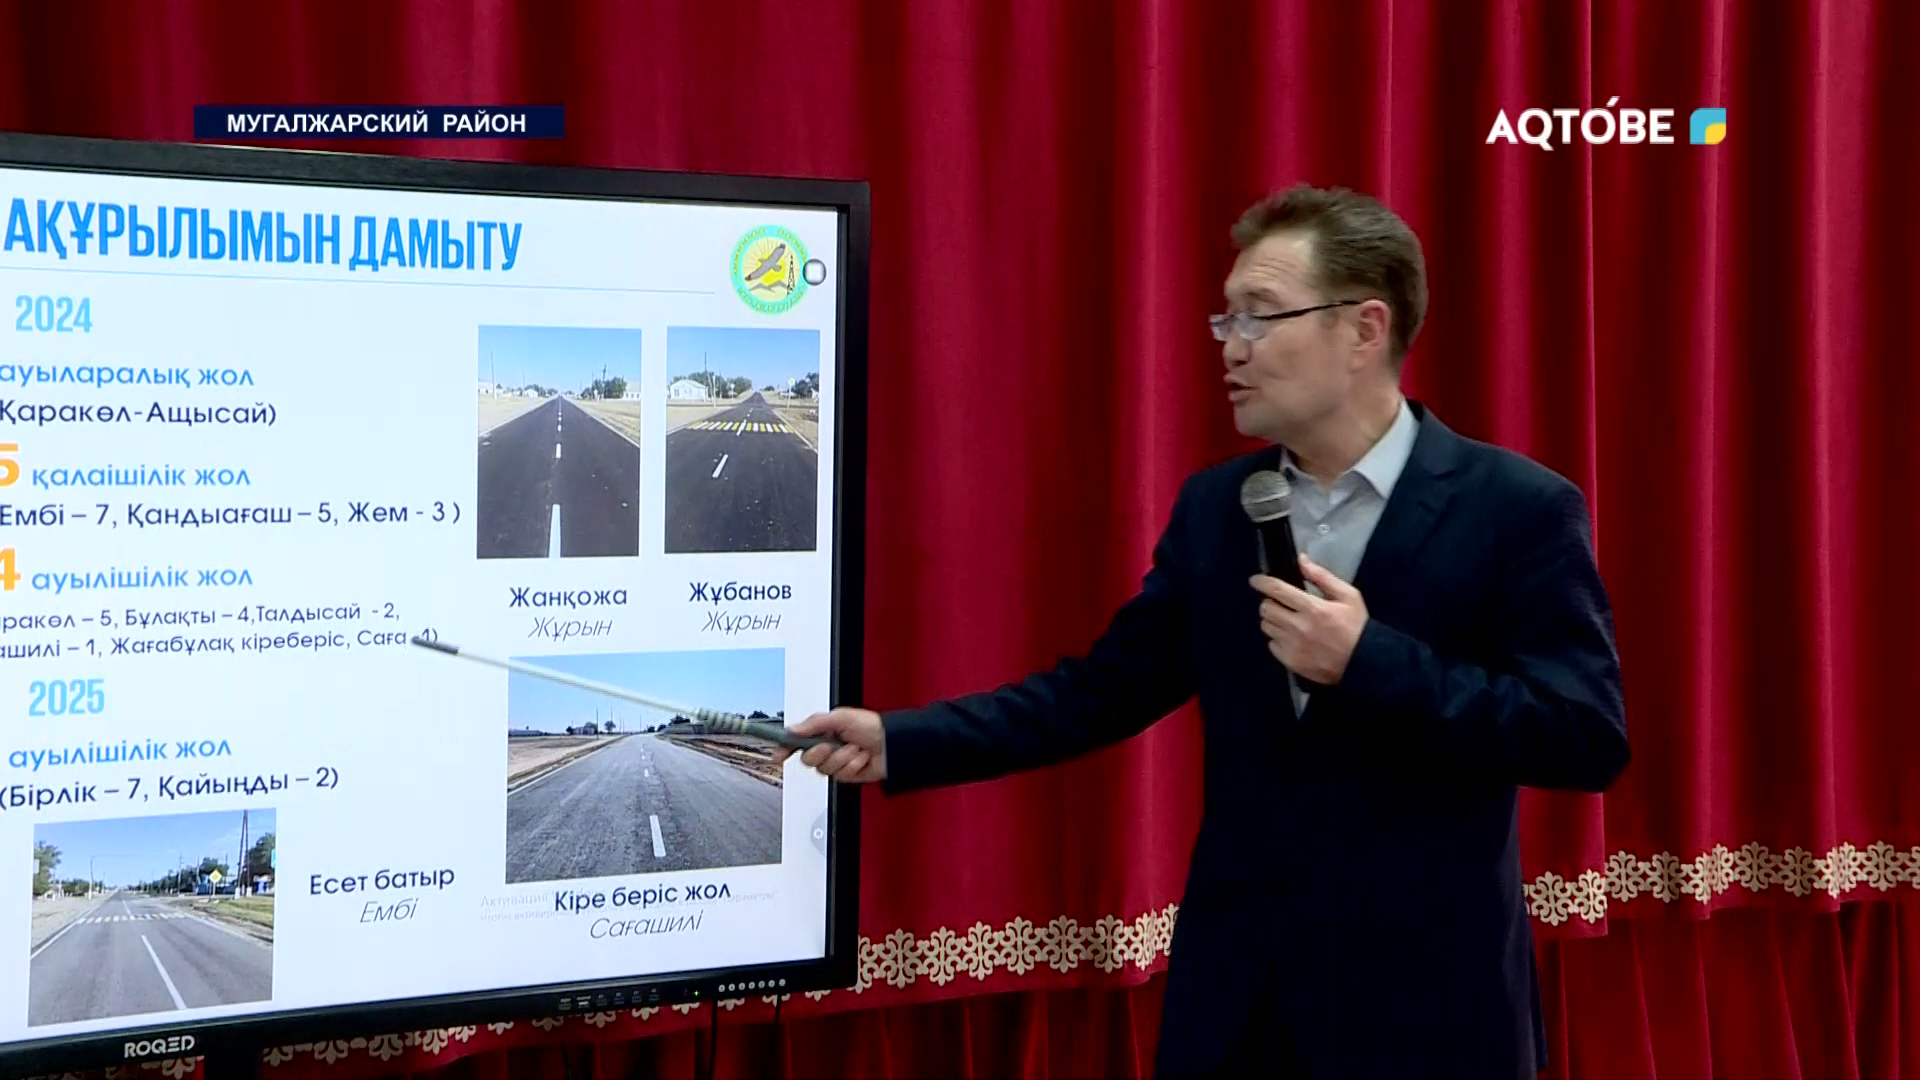 МУГАЛЖАРСКИЙ РАЙОН
AQTÓBE
АҚҰРЫЛЫМЫН ДАМЫТУ
2024
ауыларалық жол
Қаракөл-Ащысай)
5 қалаішілік жол
Ембі – 7, Қандыағаш – 5, Жем - 3 )
4 ауылішілік жол
ракөл – 5, Бұлақты – 4,Талдысай - 2,
ашилі – 1, Жағабұлақ кіреберіс, Саға -1)
2025
ауылішілік жол
(Бірлік – 7, Қайыңды – 2)
Жанқожа
Жұрын
Жұбанов
Жұрын
Есет батыр
Ембі
Кіре беріс жол
Сағашилі
ROQED